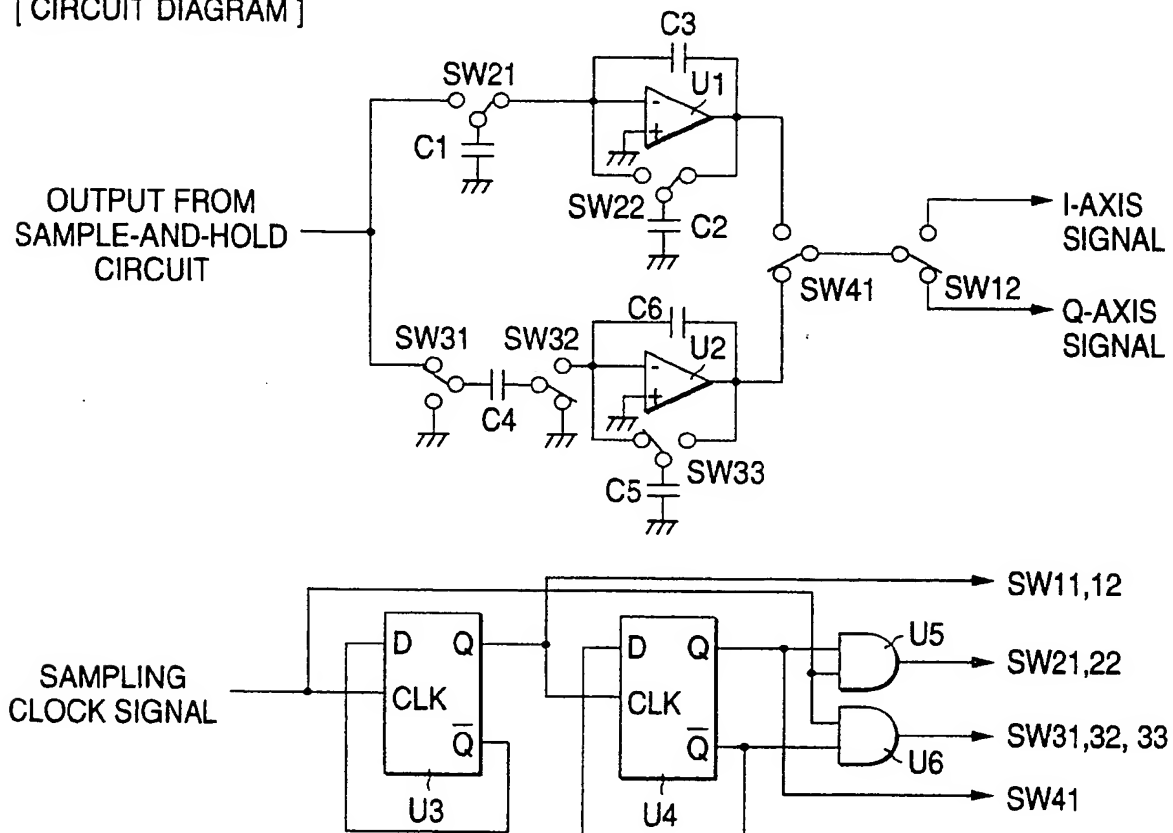 [ CIRCUIT DIAGRAM ]
C3
SW21
U1
-
+
C1
SW22
C2
OUTPUT FROM
SAMPLE-AND-HOLD
CIRCUIT
I-AXIS
SIGNAL
SW41
SW12
Q-AXIS
SIGNAL
C6
SW31
SW32
U2
-
+
C4
SW33
C5
SW11,12
D
Q
D
Q
U5
SW21,22
SAMPLING
CLOCK SIGNAL
CLK
CLK
Q̅
Q̅
SW31,32, 33
U6
U3
U4
SW41